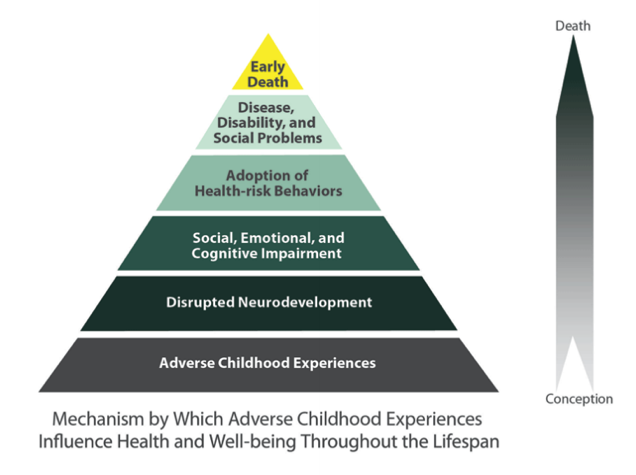 Death
Early
Death
Disease,
Disability, and
Social Problems
Adoption of
Health-risk Behaviors
Social, Emotional, and
Cognitive Impairment
Disrupted Neurodevelopment
Adverse Childhood Experiences
Conception
Mechanism by Which Adverse Childhood Experiences
Influence Health and Well-being Throughout the Lifespan